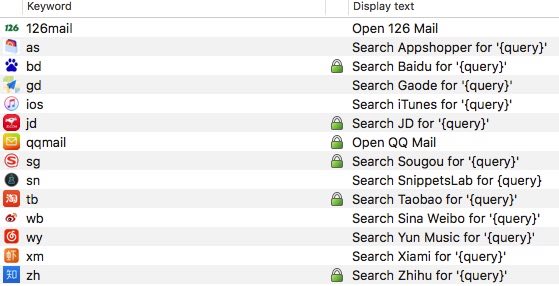 Keyword Display text
126 126mail Open 126 Mail
as Search Appshopper for '{query}'
bd Search Baidu for '{query}'
gd Search Gaode for '{query}'
ios Search iTunes for '{query}'
jd Search JD for '{query}'
qqmail Open QQ Mail
sg Search Sougou for '{query}'
sn Search SnippetsLab for '{query}
淘 tb Search Taobao for '{query}'
wb Search Sina Weibo for '{query}'
wy Search Yun Music for '{query}'
虾 xm Search Xiami for '{query}'
知 zh Search Zhihu for '{query}'